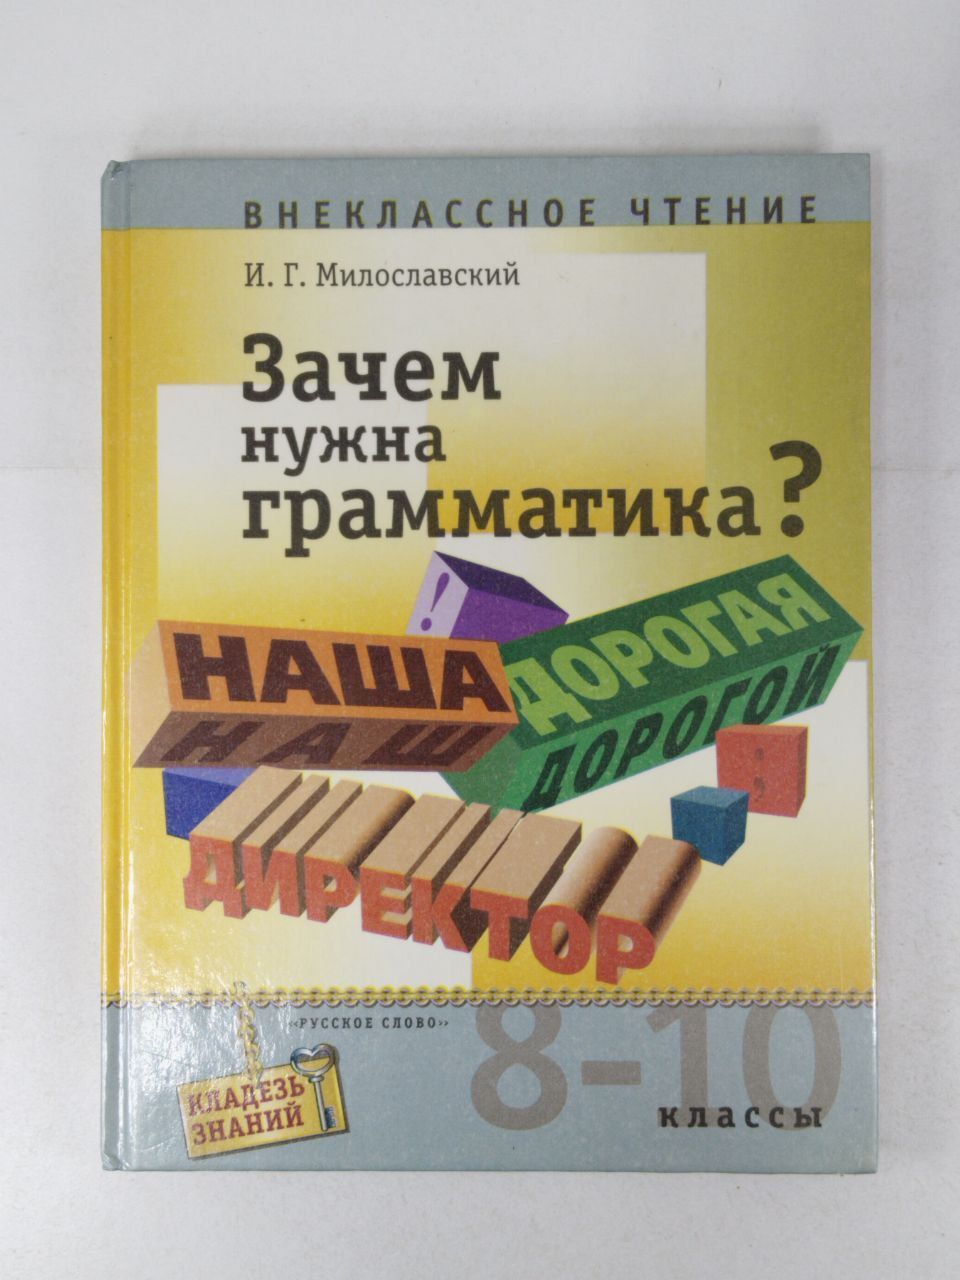 ВНЕКЛАССНОЕ ЧТЕНИЕ
И. Г. Милославский
Зачем
нужна
грамматика?
!
НАША
НАШ
ДОРОГАЯ
ДОРОГОЙ
;
ДИРЕКТОР
«РУССКОЕ СЛОВО»
КЛАДЕЗЬ
ЗНАНИЙ
8–10
классы